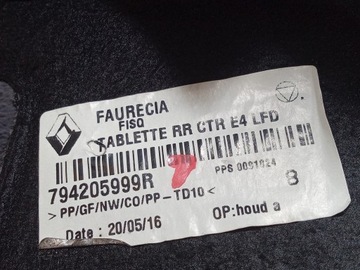 FAURECIA
FISQ
TABLETTE RR CTR E4 LFD
794205999R
PPS 0091824
> PP/GF/NW/CO/PP-TD10 <
B
Date : 20/05/16
OP:houd a